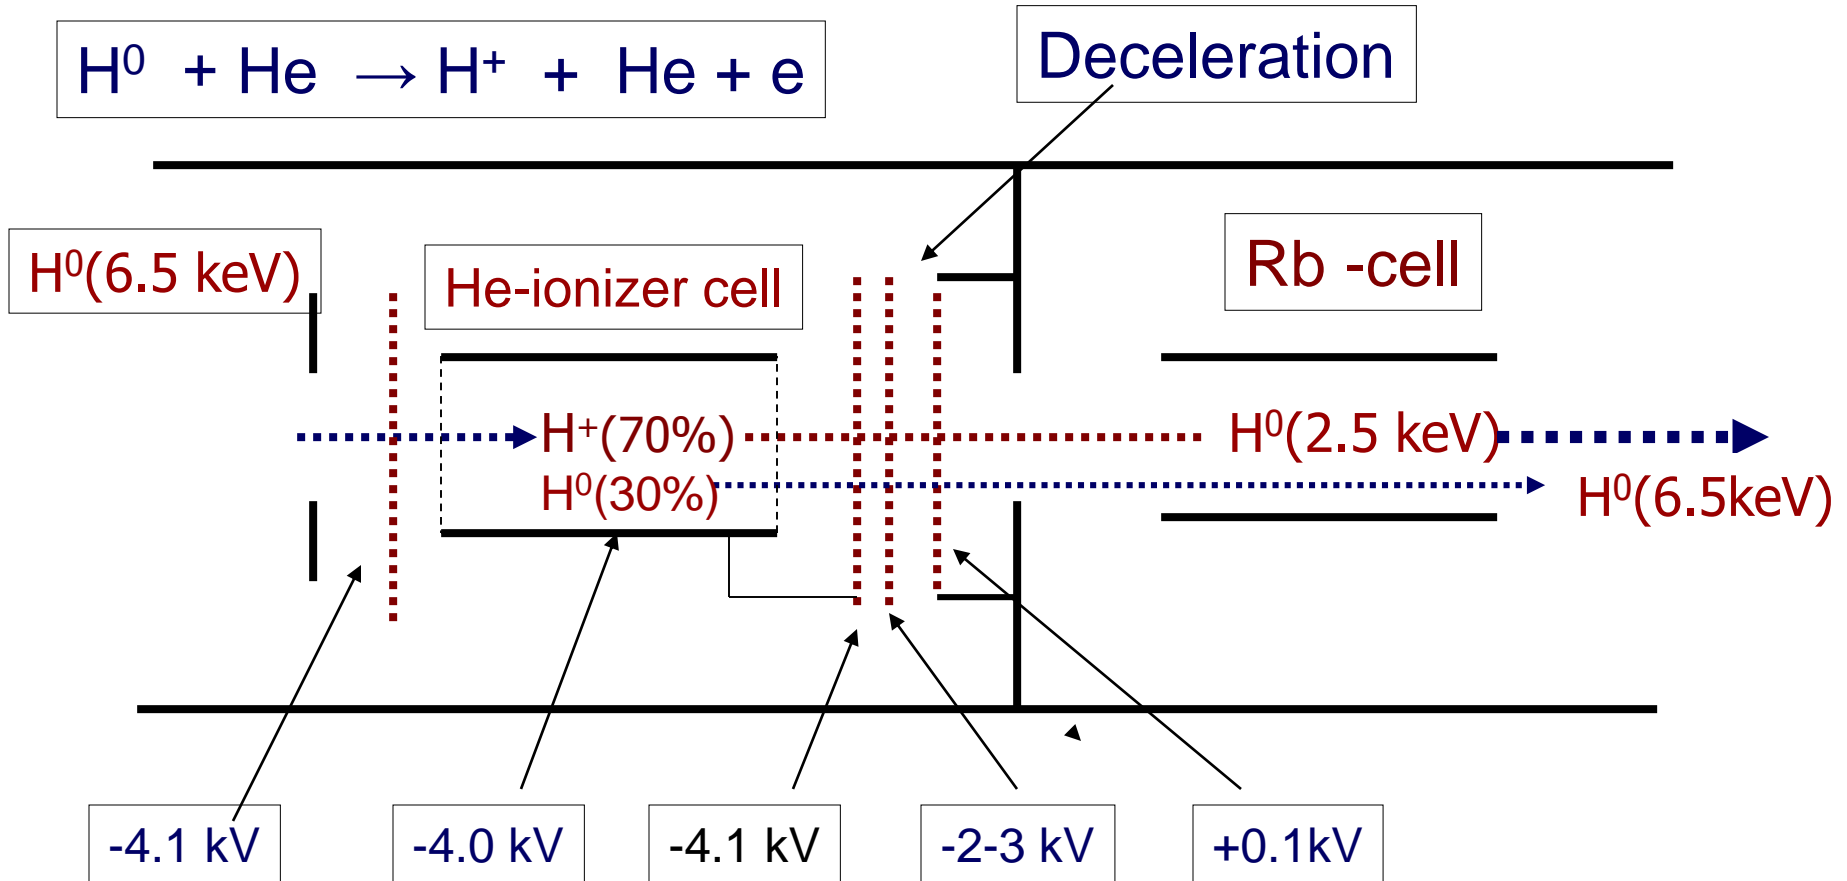 H⁰ + He → H⁺ + He + e
Deceleration
H⁰(6.5 keV)
He-ionizer cell
Rb -cell
H⁺(70%)
H⁰(2.5 keV)
H⁰(30%)
H⁰(6.5keV)
-4.1 kV
-4.0 kV
-4.1 kV
-2-3 kV
+0.1kV